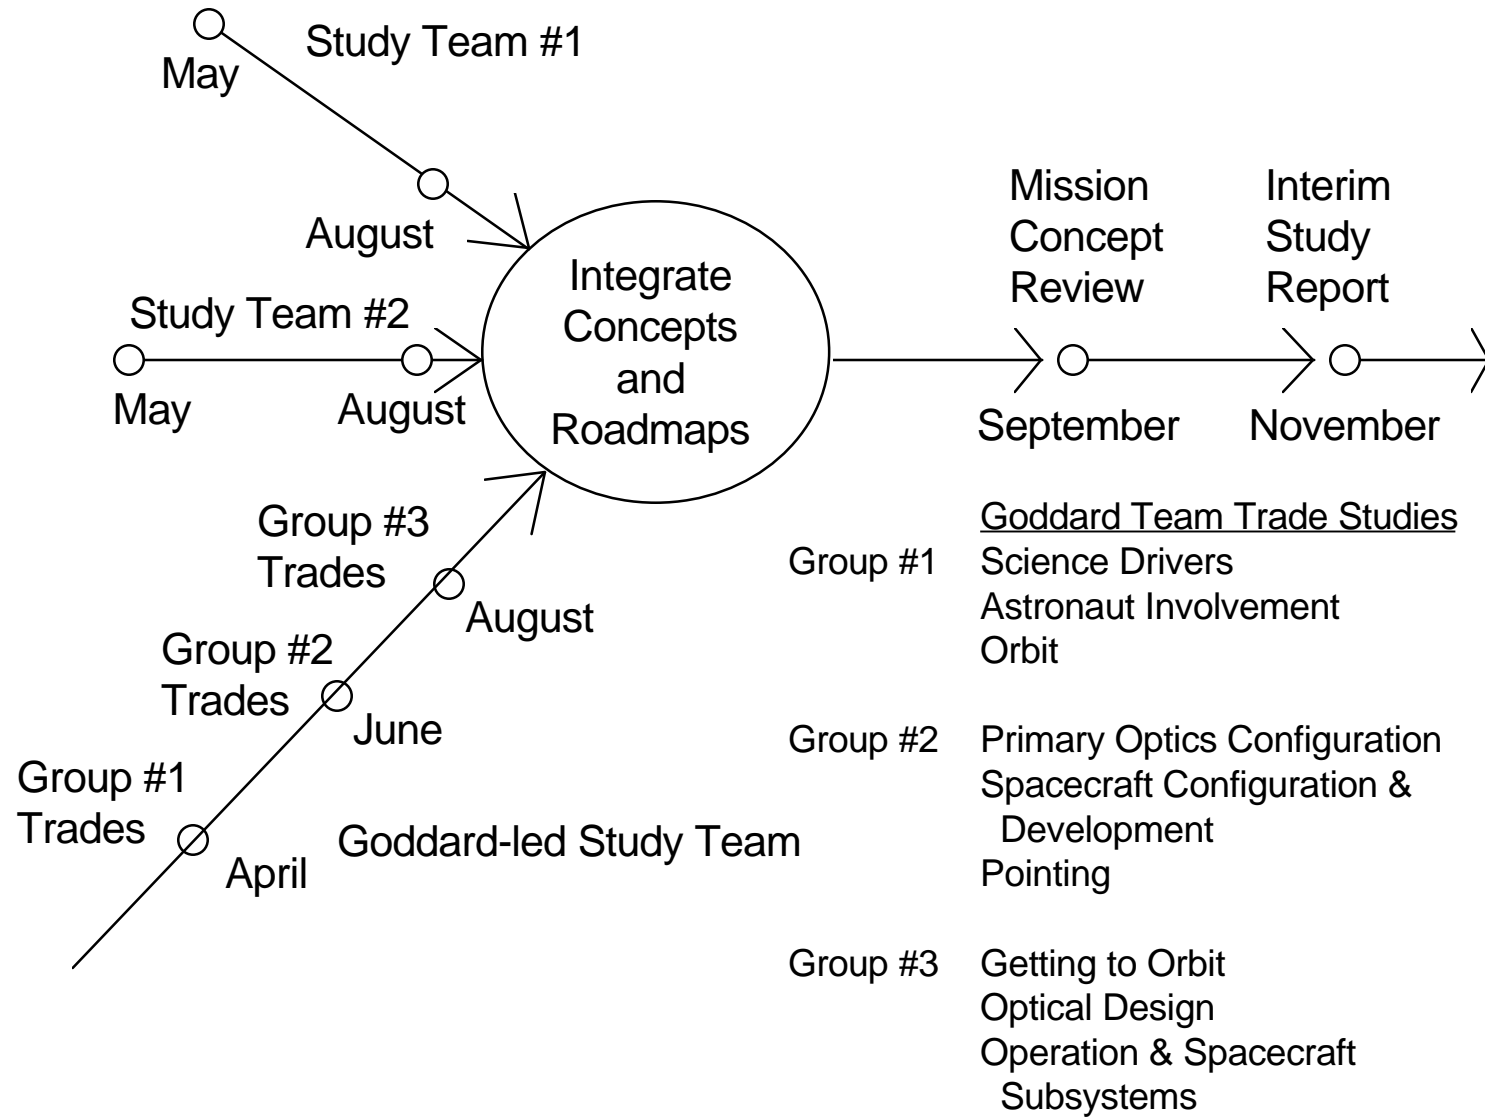 Study Team #1
May
August
Study Team #2
May
August
Integrate
Concepts
and
Roadmaps
Mission
Concept
Review
September
Interim
Study
Report
November
Group #3
Trades
August
Group #2
Trades
June
Group #1
Trades
April
Goddard-led Study Team
Goddard Team Trade Studies
Group #1 Science Drivers
Astronaut Involvement
Orbit
Group #2 Primary Optics Configuration
Spacecraft Configuration &
Development
Pointing
Group #3 Getting to Orbit
Optical Design
Operation & Spacecraft
Subsystems